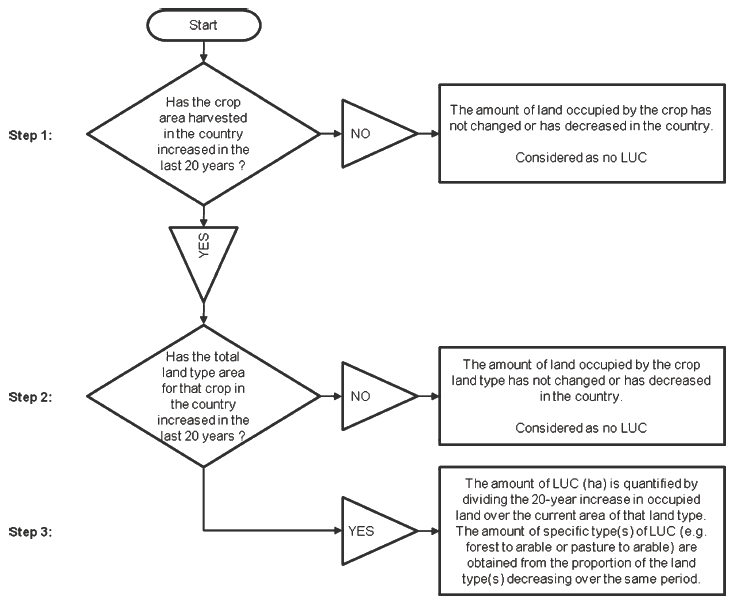 Start
Step 1:
Has the crop
area harvested
in the country
increased in the
last 20 years ?
NO
The amount of land occupied by the crop has
not changed or has decreased in the country.
Considered as no LUC
YES
Step 2:
Has the total
land type area
for that crop in
the country
increased in the
last 20 years ?
NO
The amount of land occupied by the crop
land type has not changed or has decreased
in the country.
Considered as no LUC
Step 3:
YES
The amount of LUC (ha) is quantified by
dividing the 20-year increase in occupied
land over the current area of that land type.
The amount of specific type(s) of LUC (e.g.
forest to arable or pasture to arable) are
obtained from the proportion of the land
type(s) decreasing over the same period.